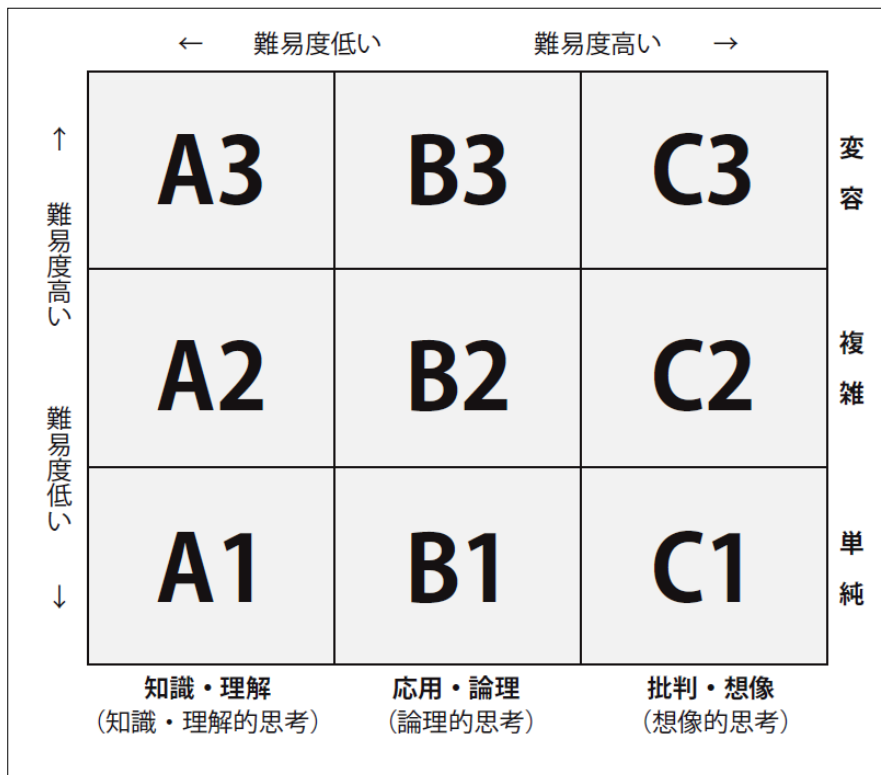 ← 難易度低い 難易度高い →
↑ 難易度高い
難易度低い ↓
A3 B3 C3
変容
A2 B2 C2
複雑
A1 B1 C1
単純
知識・理解 応用・論理 批判・想像
（知識・理解的思考） （論理的思考） （想像的思考）